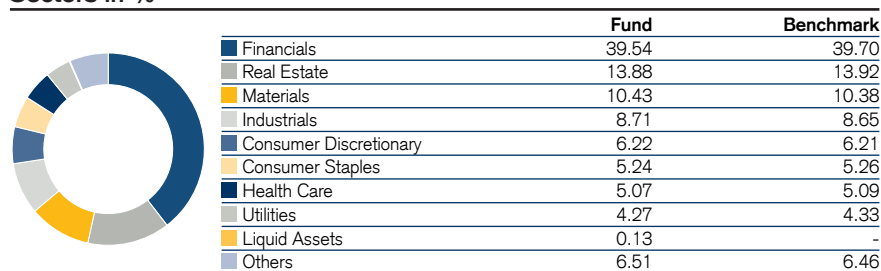 Sectors in %
Fund Benchmark
Financials 39.54 39.70
Real Estate 13.88 13.92
Materials 10.43 10.38
Industrials 8.71 8.65
Consumer Discretionary 6.22 6.21
Consumer Staples 5.24 5.26
Health Care 5.07 5.09
Utilities 4.27 4.33
Liquid Assets 0.13 -
Others 6.51 6.46